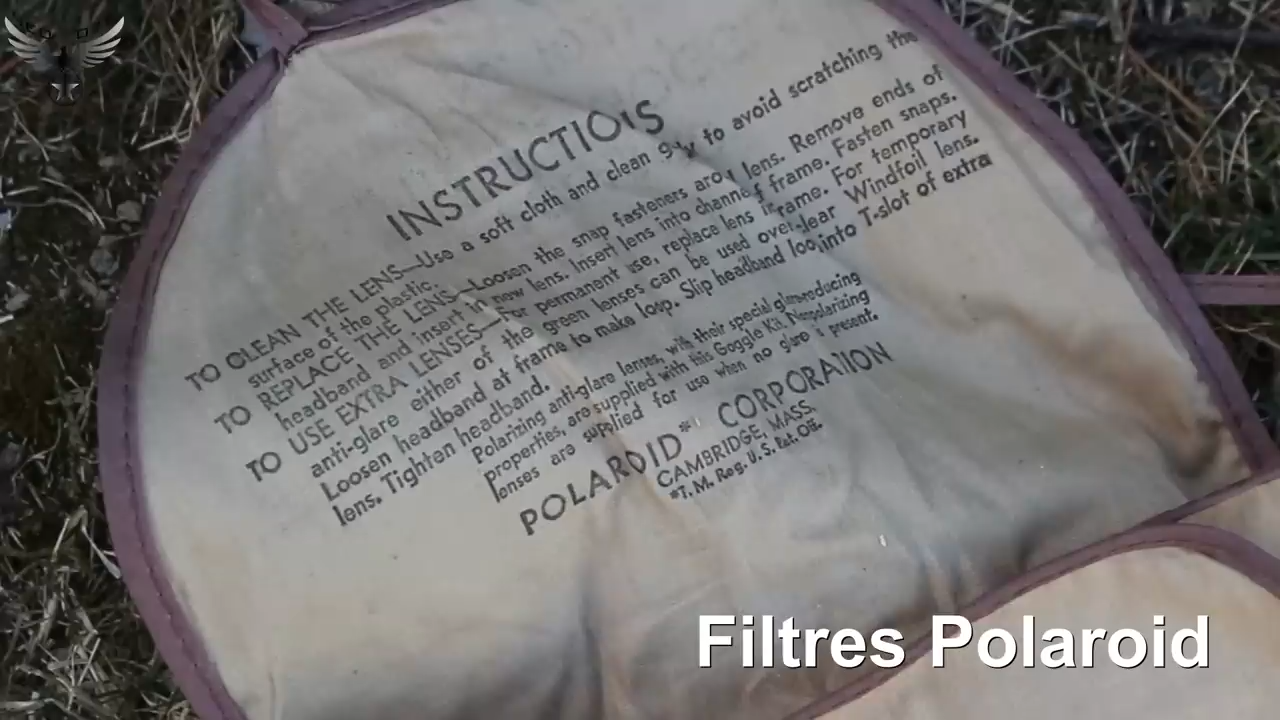 INSTRUCTIONS
TO CLEAN THE LENS—Use a soft cloth and clean to avoid scratching the
surface of the plastic.
TO REPLACE THE LENS—Loosen the snap fasteners around lens. Remove ends of
headband and insert in new lens. Insert lens into channel of frame. Fasten snaps.
TO USE EXTRA LENSES—For permanent use, replace lens in frame. For temporary
anti-glare either of the green lenses can be used over clear Windfoil lens.
Loosen headband at frame to make loop. Slip headband loop into T-slot of extra
lens. Tighten headband.
Polarizing anti-glare lenses, with their special glare-reducing
properties, are supplied with this Goggle Kit. Nonpolarizing
lenses are supplied for use when no glare is present.
POLAROID* CORPORATION
CAMBRIDGE, MASS.
*T. M. Reg. U. S. Pat. Off.
Filtres Polaroid